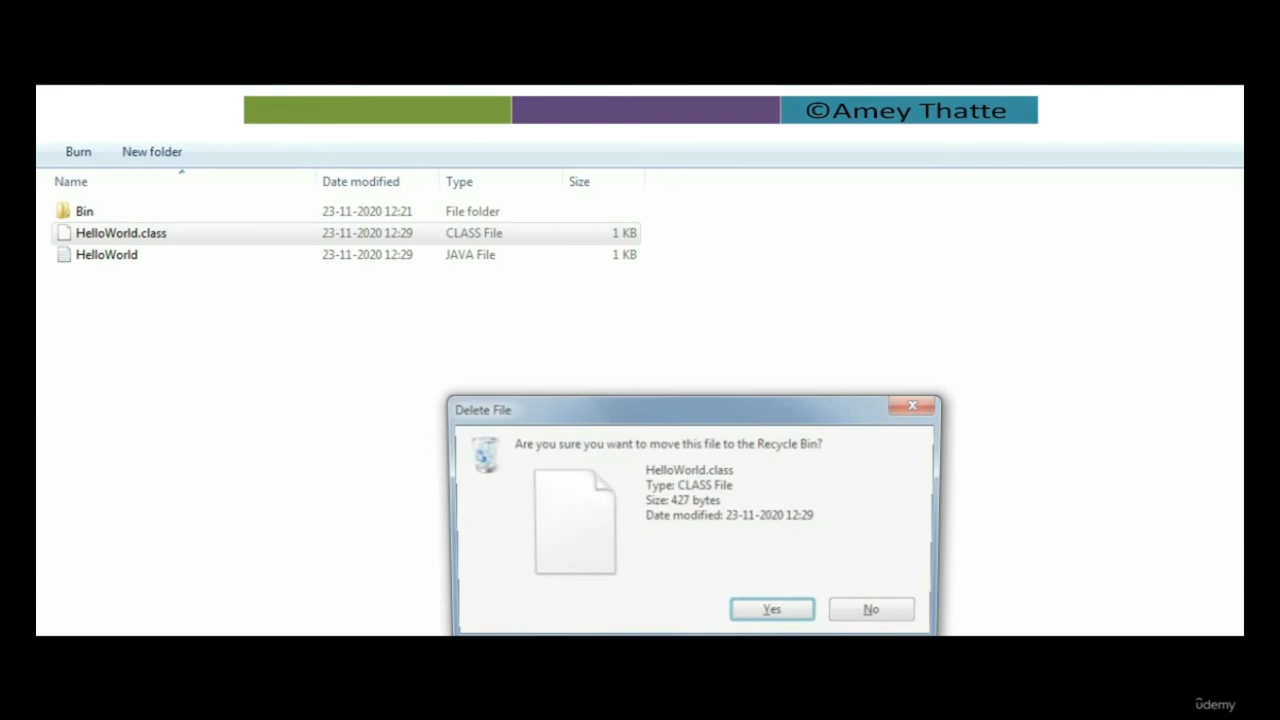 ©Amey Thatte
Burn New folder
Name Date modified Type Size
Bin 23-11-2020 12:21 File folder
HelloWorld.class 23-11-2020 12:29 CLASS File 1 KB
HelloWorld 23-11-2020 12:29 JAVA File 1 KB
Delete File
Are you sure you want to move this file to the Recycle Bin?
HelloWorld.class
Type: CLASS File
Size: 427 bytes
Date modified: 23-11-2020 12:29
Yes No
ûdemy